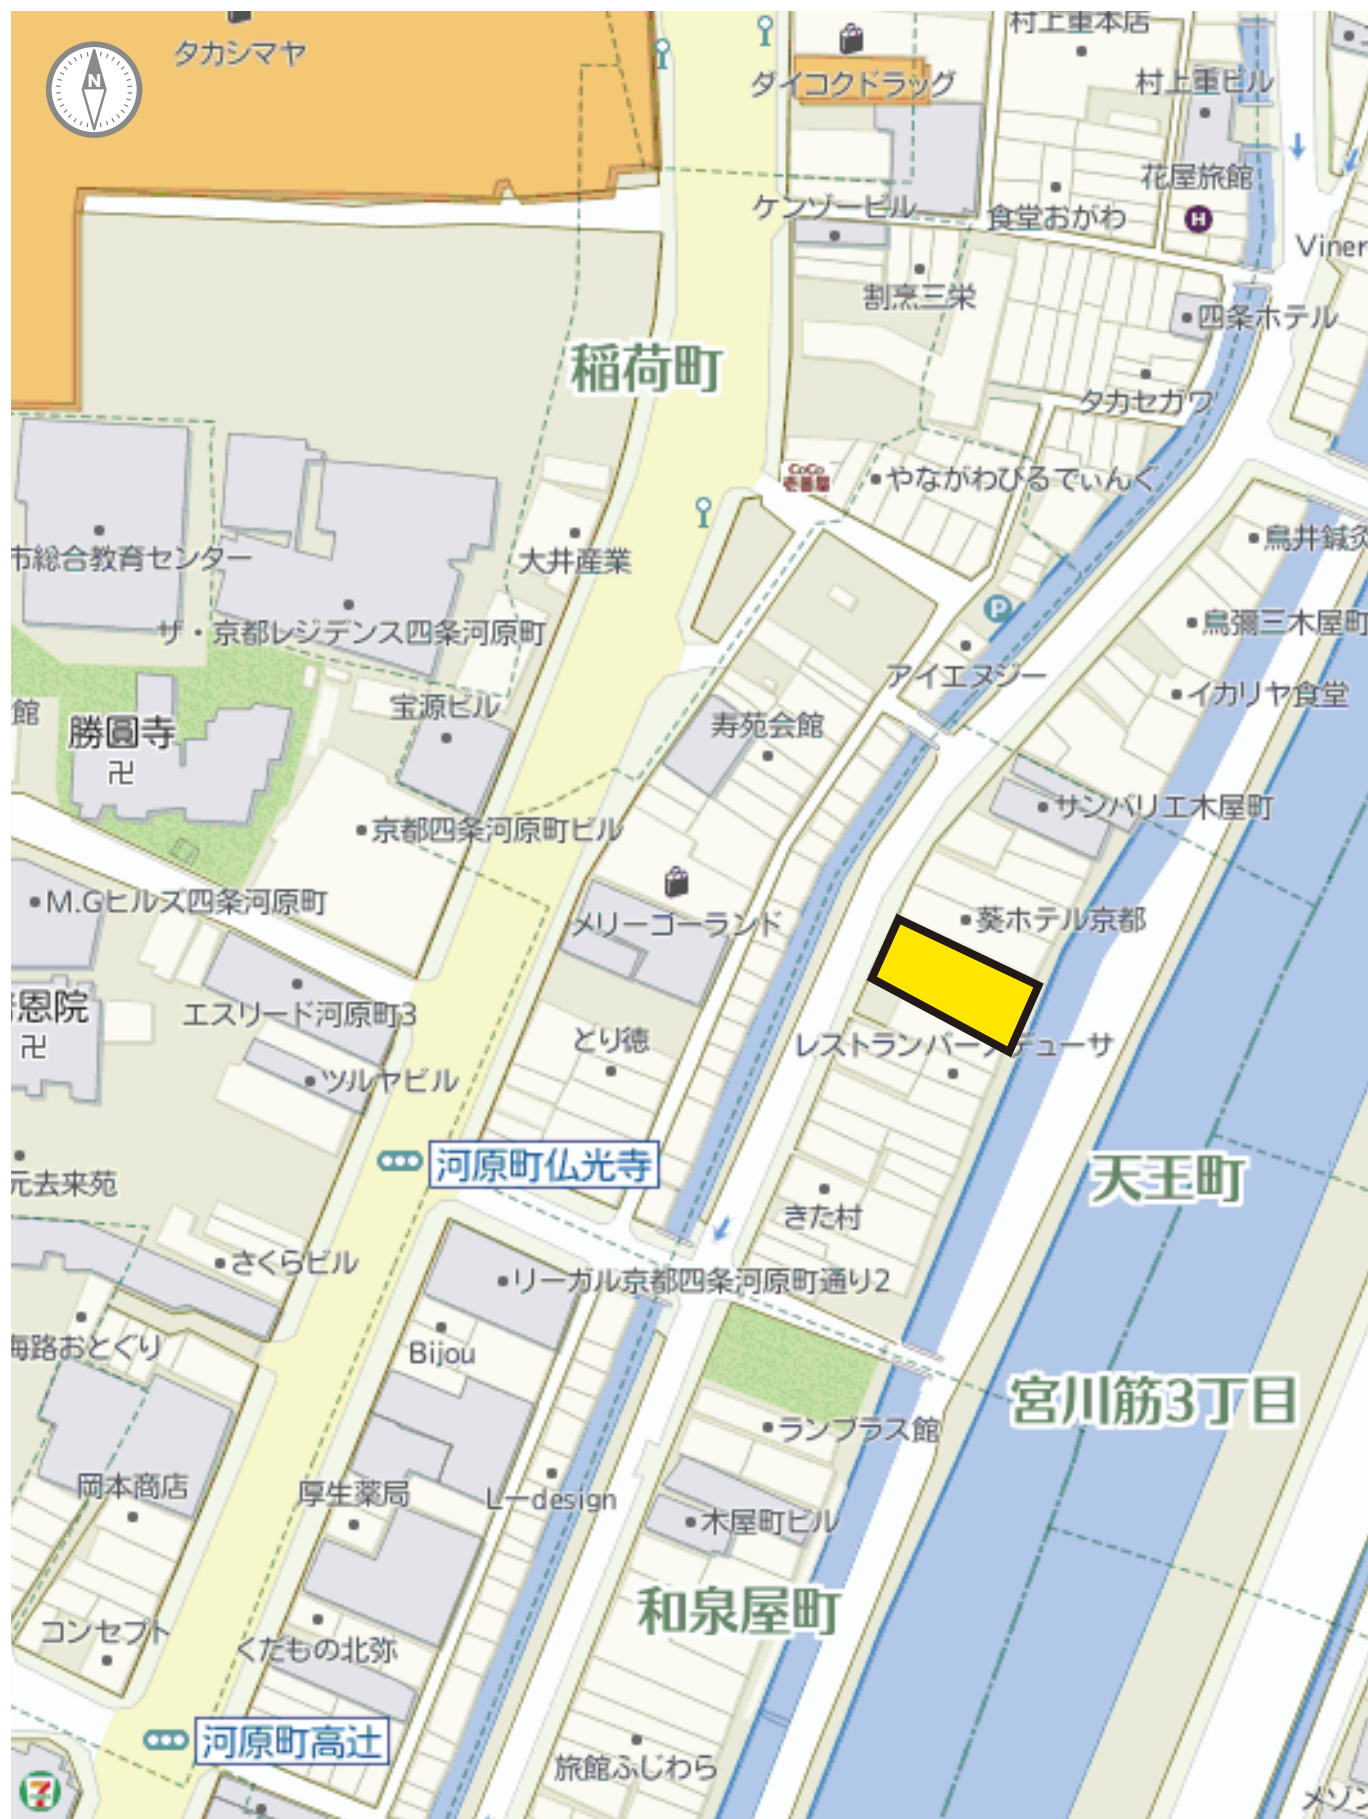 N
タカシマヤ
村上重本店
ダイコクドラッグ
村上重ビル
花屋旅館
H
ケンゾービル
食堂おがわ
Viner
割烹三栄
四条ホテル
稲荷町
タカセガワ
CoCo
壱番屋
やながわひるでぃんぐ
市総合教育センター
大井産業
鳥井鍼灸
P
鳥彌三木屋町
ザ・京都レジデンス四条河原町
アイエヌジー
イカリヤ食堂
館
勝圓寺
卍
宝源ビル
寿苑会館
サンバリエ木屋町
京都四条河原町ビル
M.Gヒルズ四条河原町
メリーゴーランド
葵ホテル京都
恩院
卍
エスリード河原町3
とり徳
レストランバーメデューサ
ツルヤビル
河原町仏光寺
天王町
元去来苑
きた村
さくらビル
リーガル京都四条河原町通り2
海路おとぐり
Bijou
宮川筋3丁目
ランブラス館
岡本商店
厚生薬局
L－design
木屋町ビル
和泉屋町
コンセプト
くだもの北弥
河原町高辻
旅館ふじわら
7
メゾン